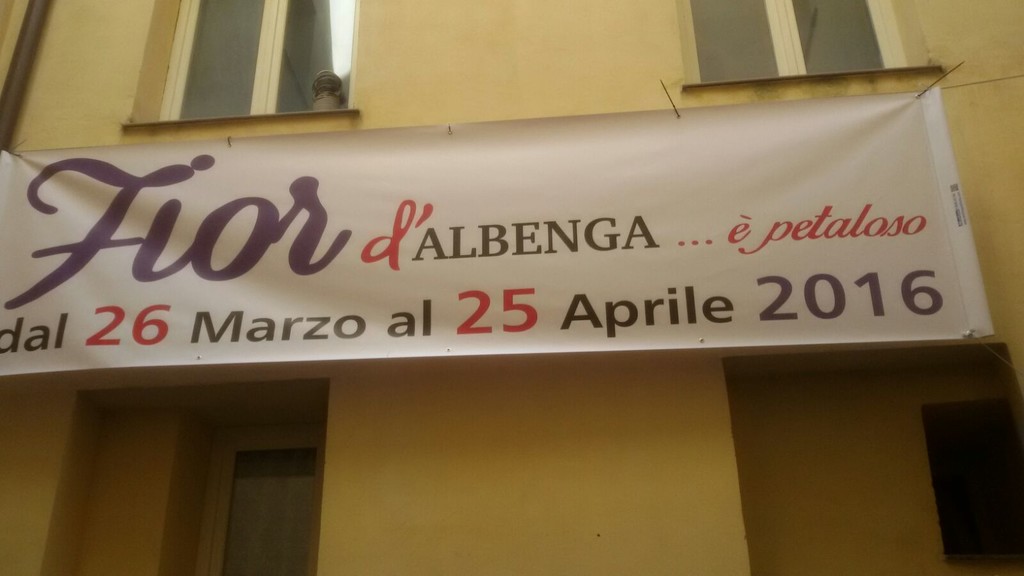 Fior d'ALBENGA ... è petaloso
dal 26 Marzo al 25 Aprile 2016